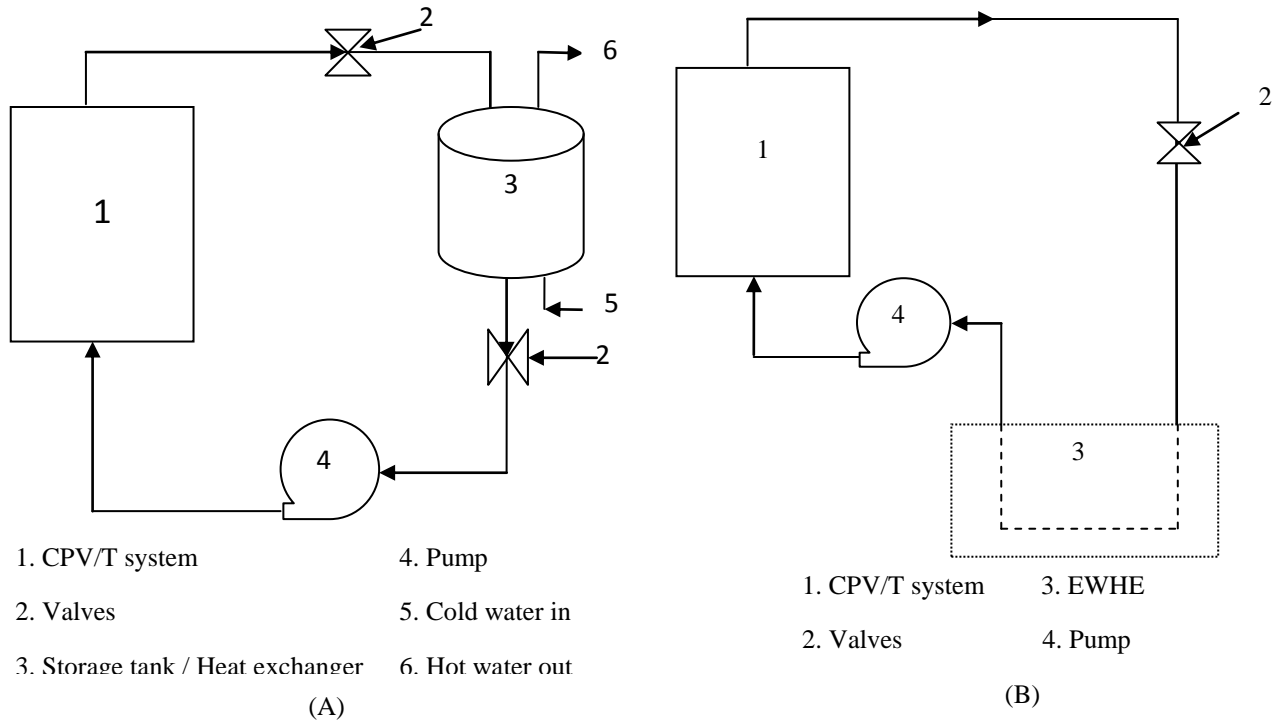 2
6
1
3
5
2
4
1. CPV/T system
4. Pump
2. Valves
5. Cold water in
3. Storage tank / Heat exchanger
6. Hot water out
(A)
2
1
4
3
1. CPV/T system
3. EWHE
2. Valves
4. Pump
(B)